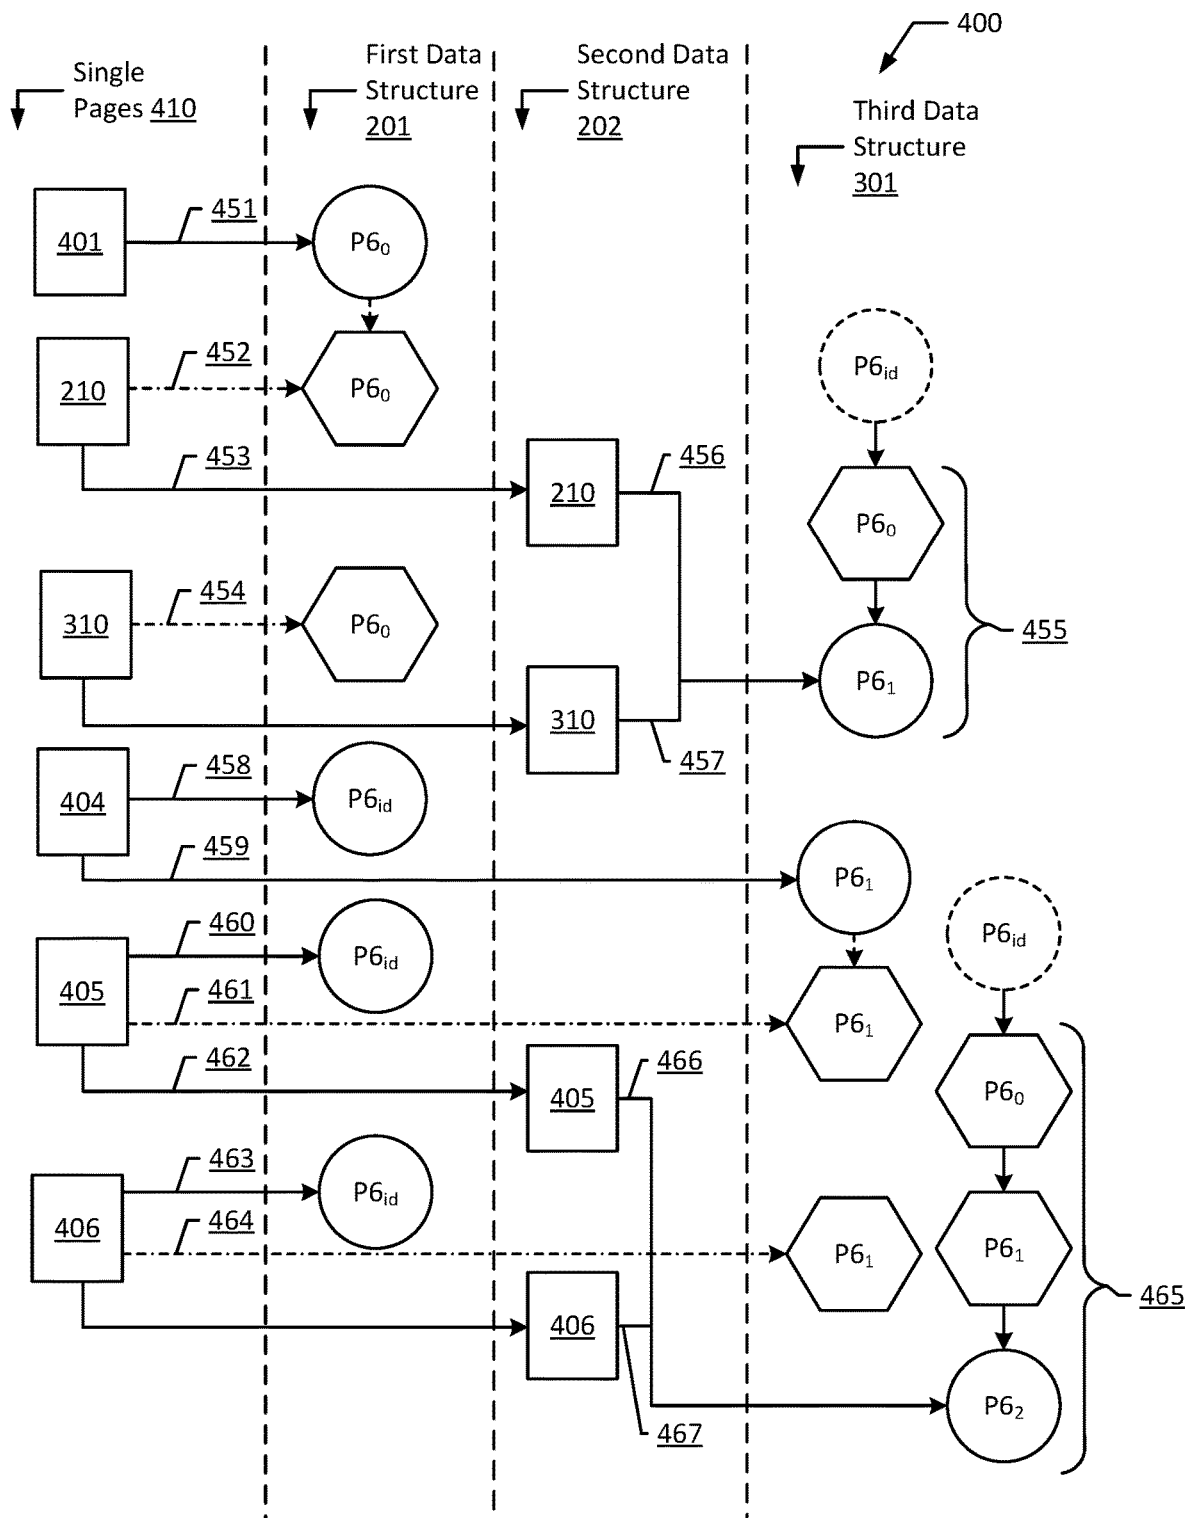 400
Single
Pages 410
First Data
Structure
201
Second Data
Structure
202
Third Data
Structure
301
401
451
P6₀
210
452
P6₀
P6id
453
210
456
P6₀
310
454
P6₀
455
310
P6₁
457
404
458
P6id
459
P6₁
405
460
P6id
P6id
461
P6₁
462
405
466
P6₀
406
463
P6id
464
P6₁
P6₁
465
406
467
P6₂